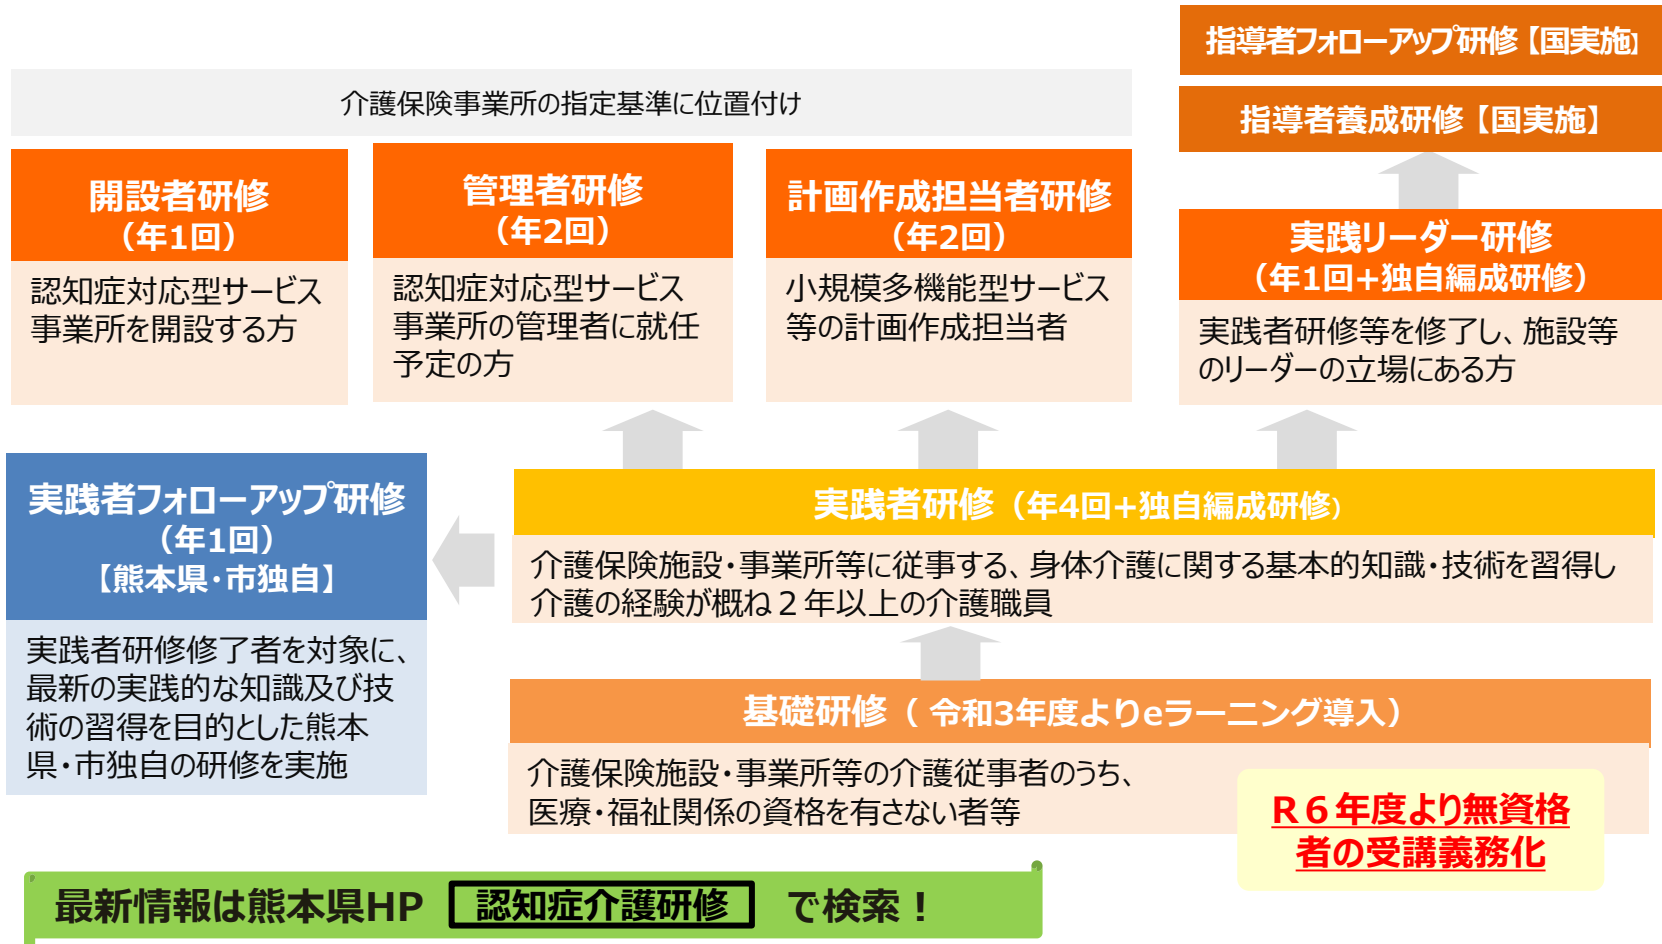 指導者フォローアップ研修【国実施】
指導者養成研修【国実施】
介護保険事業所の指定基準に位置付け
開設者研修
（年1回）
認知症対応型サービス
事業所を開設する方
管理者研修
（年2回）
認知症対応型サービス
事業所の管理者に就任
予定の方
計画作成担当者研修
（年2回）
小規模多機能型サービス
等の計画作成担当者
実践リーダー研修
（年1回+独自編成研修）
実践者研修等を修了し、施設等
のリーダーの立場にある方
実践者フォローアップ研修
（年1回）
【熊本県・市独自】
実践者研修修了者を対象に、
最新の実践的な知識及び技
術の習得を目的とした熊本
県・市独自の研修を実施
実践者研修（年4回+独自編成研修）
介護保険施設・事業所等に従事する、身体介護に関する基本的知識・技術を習得し
介護の経験が概ね２年以上の介護職員
基礎研修（ 令和3年度よりeラーニング導入）
介護保険施設・事業所等の介護従事者のうち、
医療・福祉関係の資格を有さない者等
Ｒ６年度より無資格
者の受講義務化
最新情報は熊本県HP 認知症介護研修 で検索！